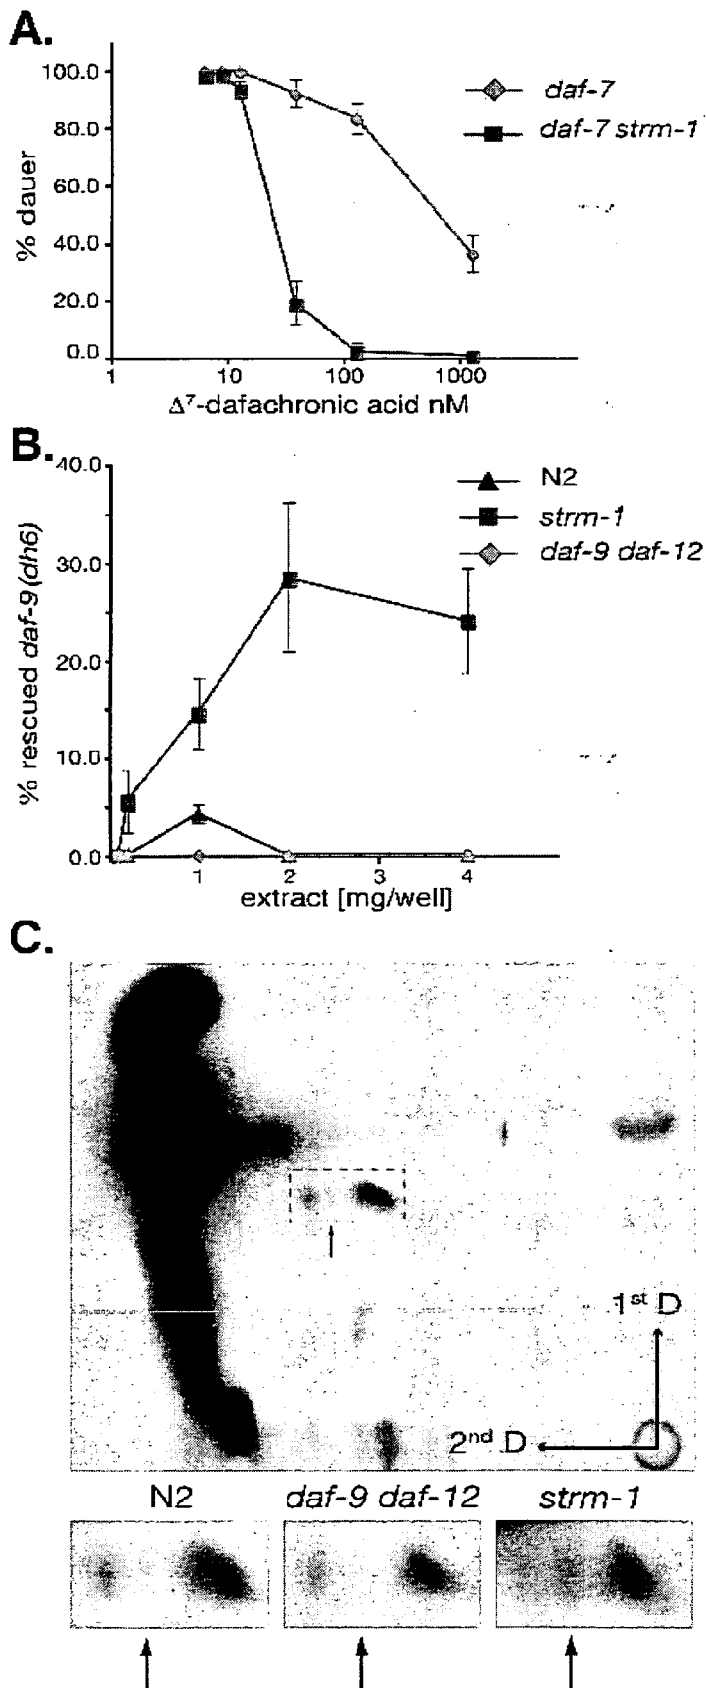 A.
100.0
80.0
60.0
40.0
20.0
0.0
% dauer
1 10 100 1000
Δ⁷-dafachronic acid nM
daf-7
daf-7 strm-1
B.
40.0
30.0
20.0
10.0
0.0
% rescued daf-9(dh6)
1 2 3 4
extract [mg/well]
N2
strm-1
daf-9 daf-12
C.
1st D
2nd D
N2 daf-9 daf-12 strm-1